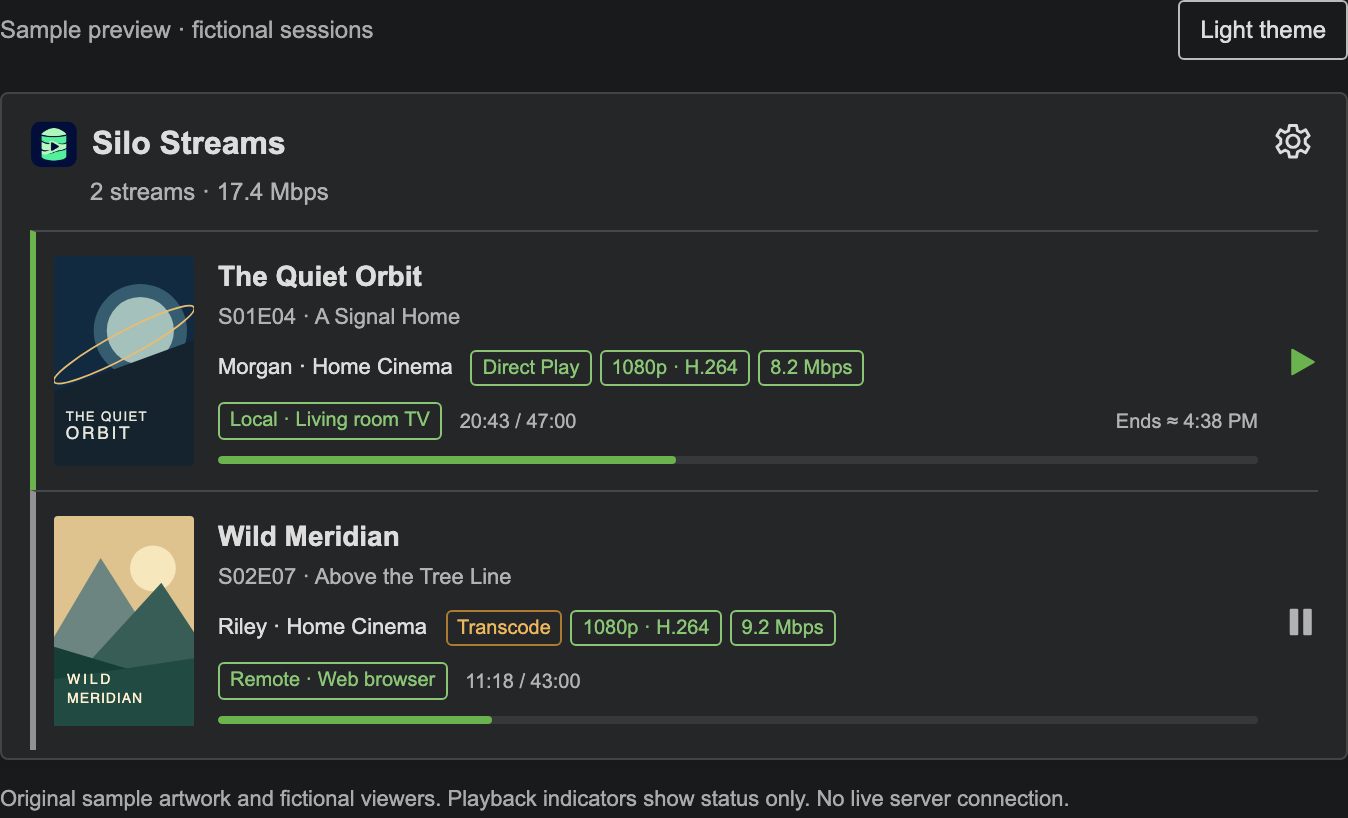 Sample preview · fictional sessions
Light theme
Silo Streams
2 streams · 17.4 Mbps
THE QUIET
ORBIT
The Quiet Orbit
S01E04 · A Signal Home
Morgan · Home Cinema Direct Play 1080p · H.264 8.2 Mbps
Local · Living room TV 20:43 / 47:00 Ends ≈ 4:38 PM
WILD
MERIDIAN
Wild Meridian
S02E07 · Above the Tree Line
Riley · Home Cinema Transcode 1080p · H.264 9.2 Mbps
Remote · Web browser 11:18 / 43:00
Original sample artwork and fictional viewers. Playback indicators show status only. No live server connection.